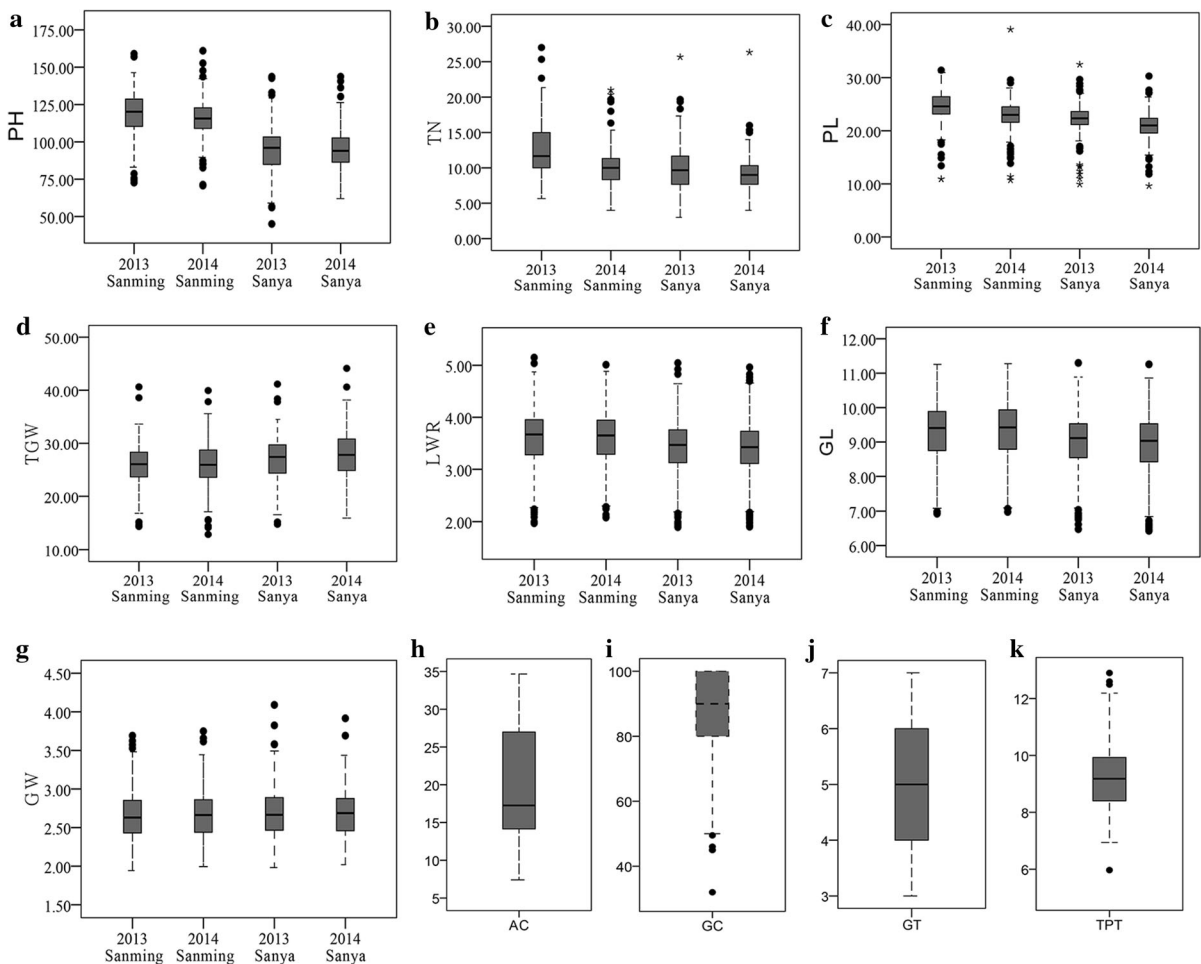 a
175.00
150.00
125.00
100.00
75.00
50.00
PH
2013 2014 2013 2014
Sanming Sanming Sanya Sanya
b
30.00
25.00
20.00
15.00
10.00
5.00
0.00
TN
2013 2014 2013 2014
Sanming Sanming Sanya Sanya
c
40.00
30.00
20.00
10.00
0.00
PL
2013 2014 2013 2014
Sanming Sanming Sanya Sanya
d
50.00
40.00
30.00
20.00
10.00
TGW
2013 2014 2013 2014
Sanming Sanming Sanya Sanya
e
5.00
4.00
3.00
2.00
LWR
2013 2014 2013 2014
Sanming Sanming Sanya Sanya
f
12.00
11.00
10.00
9.00
8.00
7.00
6.00
GL
2013 2014 2013 2014
Sanming Sanming Sanya Sanya
g
4.50
4.00
3.50
3.00
2.50
2.00
1.50
GW
2013 2014 2013 2014
Sanming Sanming Sanya Sanya
h
35
30
25
20
15
10
5
AC
i
100
80
60
40
GC
j
7
6
5
4
3
GT
k
12
10
8
6
TPT